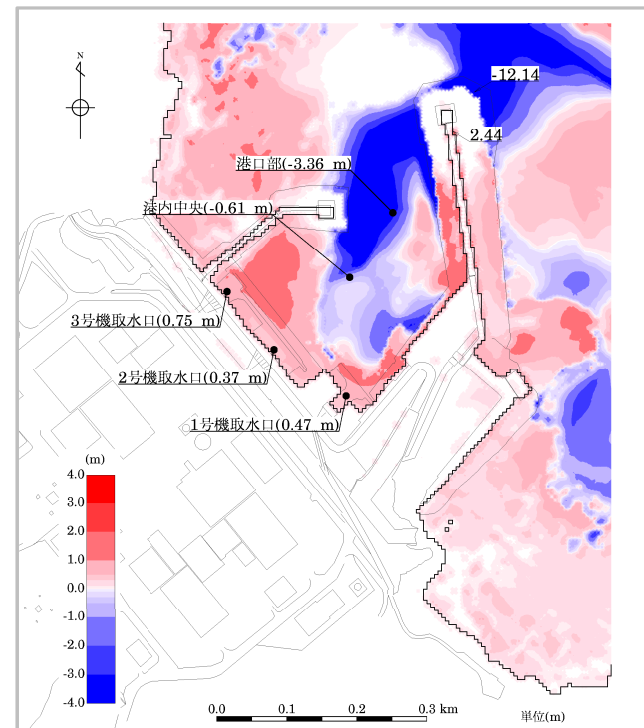 N
-12.14
2.44
港口部(-3.36 m)
港内中央(-0.61 m)
3号機取水口(0.75 m)
2号機取水口(0.37 m)
1号機取水口(0.47 m)
(m)
4.0
3.0
2.0
1.0
0.0
-1.0
-2.0
-3.0
-4.0
0.0 0.1 0.2 0.3 km
単位(m)